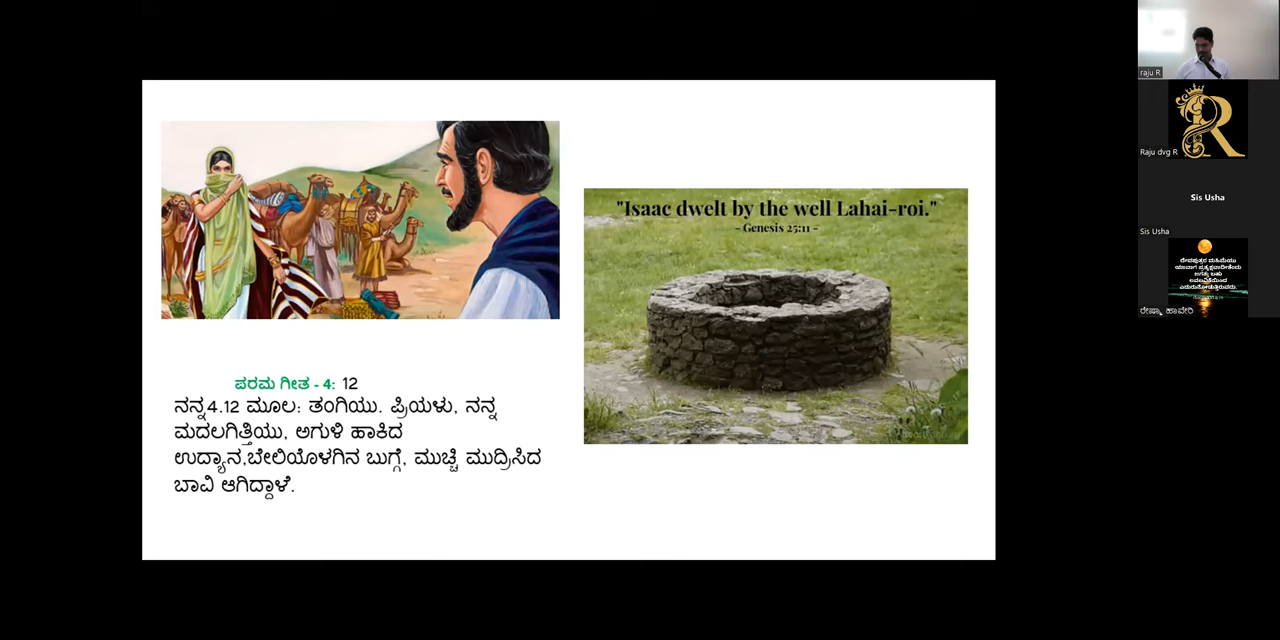 "Isaac dwelt by the well Lahai-roi."
- Genesis 25:11 -
ಪರಮ ಗೀತ - 4: 12
ನನ್ನ4.12 ಮೂಲ: ತಂಗಿಯು. ಪ್ರಿಯಳು, ನನ್ನ
ಮದಲಗಿತ್ತಿಯು, ಅಗುಳಿ ಹಾಕಿದ
ಉದ್ಯಾನ,ಬೇಲಿಯೊಳಗಿನ ಬುಗ್ಗೆ, ಮುಚ್ಚಿ ಮುದ್ರಿಸಿದ
ಬಾವಿ ಆಗಿದ್ದಾಳೆ.
raju R
R
Raju dvg R
Sis Usha
Sis Usha
ರೇಷ್ಮಾ ಹಾವೇರಿ